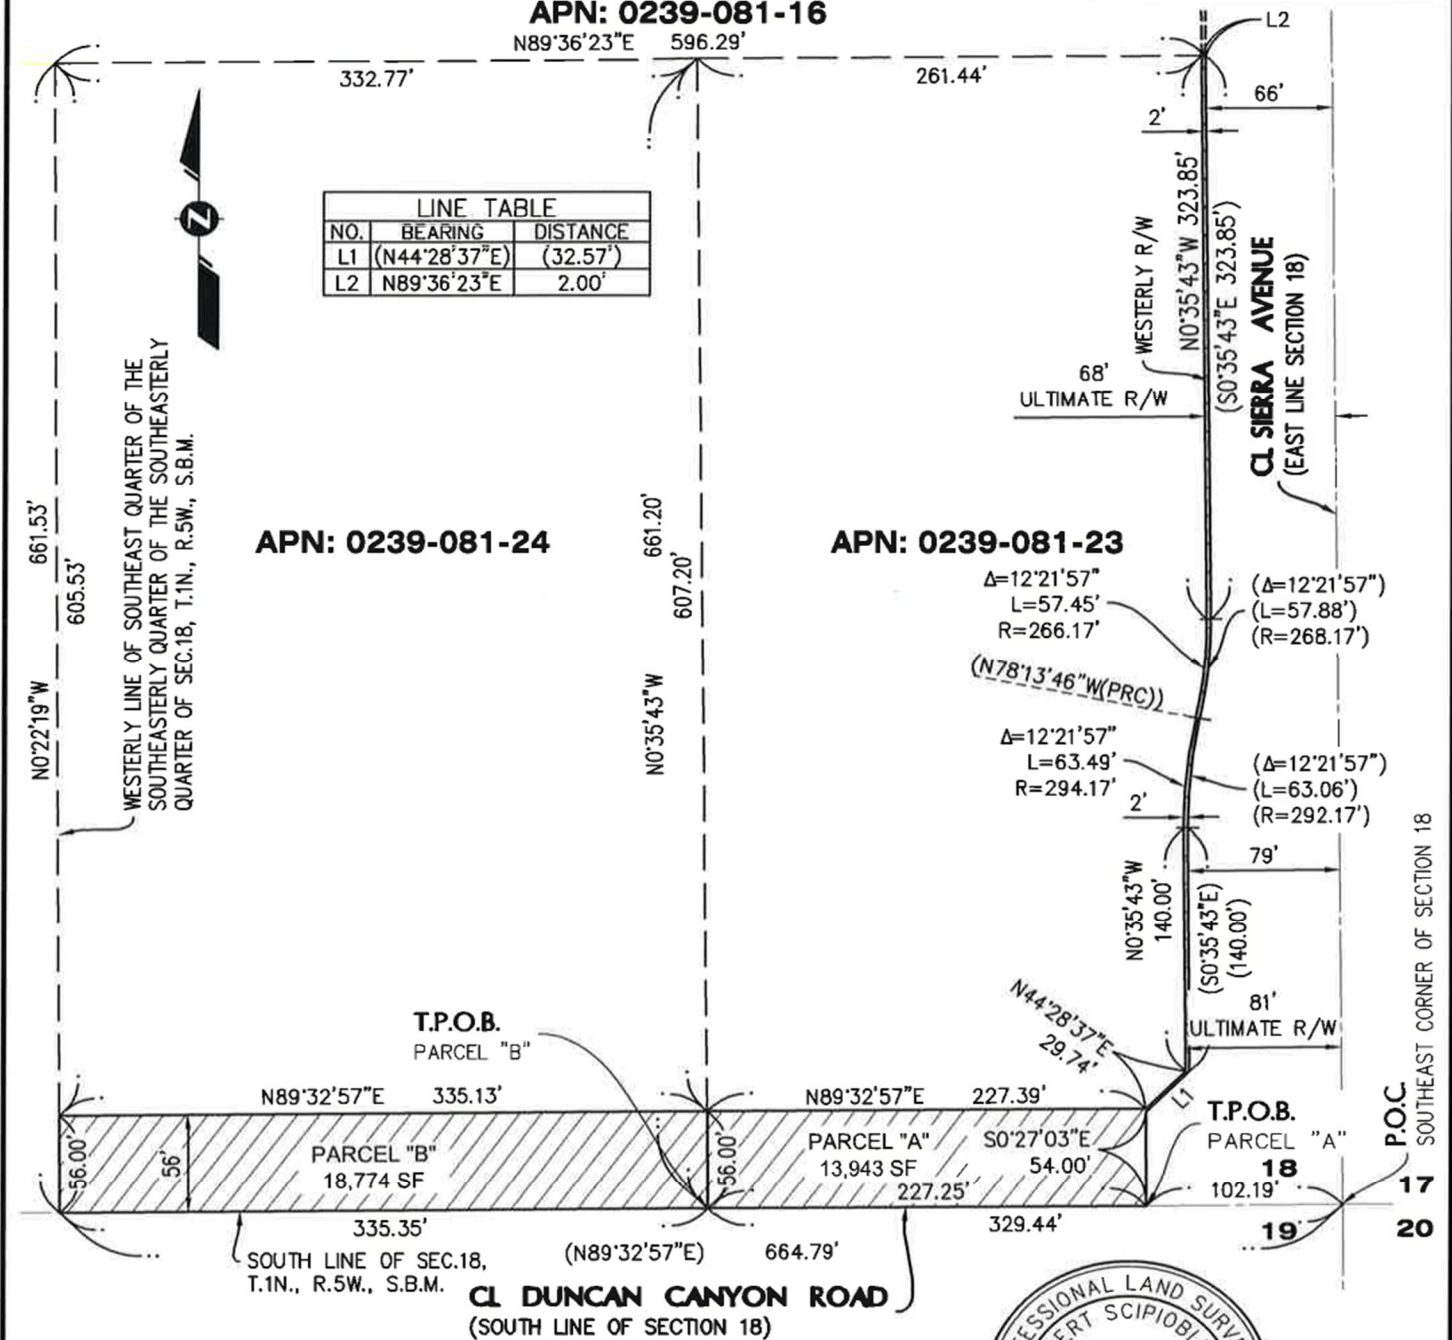 APN: 0239-081-16
N89°36'23"E 596.29'
332.77'
261.44'
L2
66'
2'
LINE TABLE
NO. BEARING DISTANCE
L1 (N44°28'37"E) (32.57')
L2 N89°36'23"E 2.00'
WESTERLY R/W
N0°35'43"W 323.85'
(S0°35'43"E 323.85')
CL SIERRA AVENUE
(EAST LINE SECTION 18)
68'
ULTIMATE R/W
WESTERLY LINE OF SOUTHEAST QUARTER OF THE
SOUTHEASTERLY QUARTER OF THE SOUTHEASTERLY
QUARTER OF SEC.18, T.1N., R.5W., S.B.M.
N0°22'19"W 661.53'
605.53'
N0°35'43"W 661.20'
607.20'
APN: 0239-081-24
APN: 0239-081-23
Δ=12°21'57"
L=57.45'
R=266.17'
(Δ=12°21'57")
(L=57.88')
(R=268.17')
(N78°13'46"W(PRC))
Δ=12°21'57"
L=63.49'
R=294.17'
(Δ=12°21'57")
(L=63.06')
(R=292.17')
2'
79'
N0°35'43"W
140.00'
(S0°35'43"E)
(140.00')
81'
ULTIMATE R/W
N44°28'37"E
29.74'
L1
T.P.O.B.
PARCEL "B"
T.P.O.B.
PARCEL "A"
P.O.C.
SOUTHEAST CORNER OF SECTION 18
N89°32'57"E 335.13'
N89°32'57"E 227.39'
56.00'
56'
PARCEL "B"
18,774 SF
56.00'
PARCEL "A"
13,943 SF
S0°27'03"E
54.00'
227.25'
102.19'
18
17
19
20
335.35'
329.44'
(N89°32'57"E) 664.79'
SOUTH LINE OF SEC.18,
T.1N., R.5W., S.B.M.
CL DUNCAN CANYON ROAD
(SOUTH LINE OF SECTION 18)
LAND